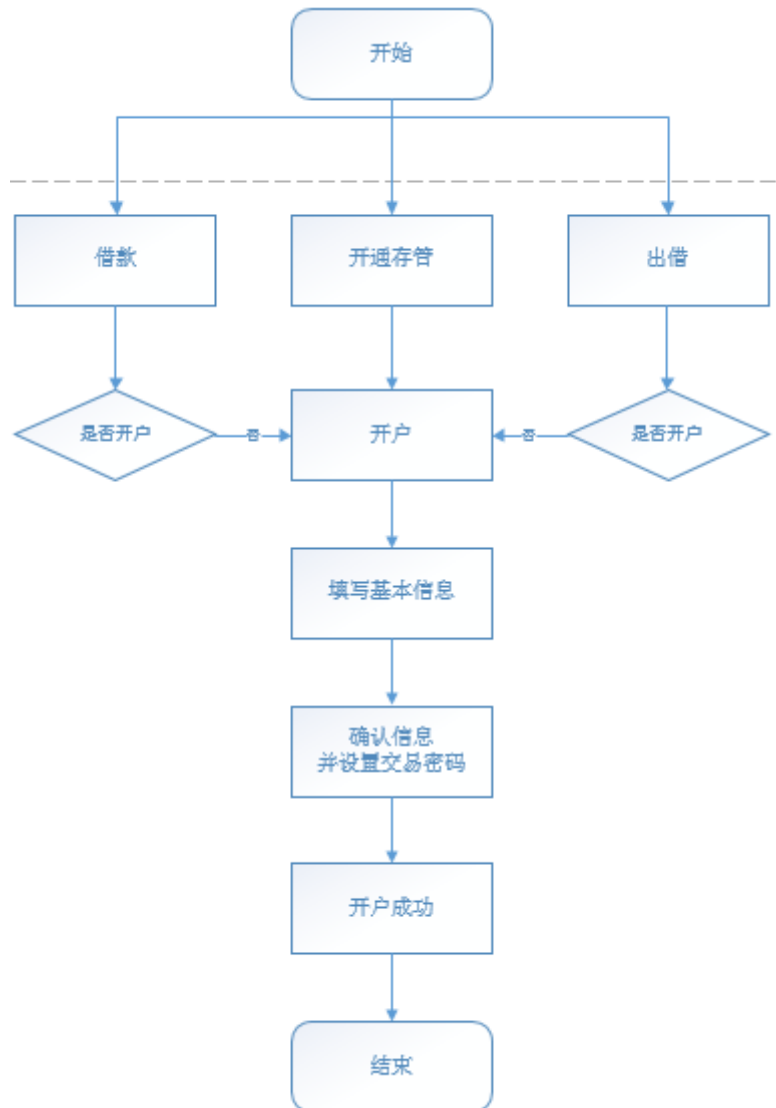 开始
借款
开通存管
出借
是否开户
否
开户
否
是否开户
填写基本信息
确认信息
并设置交易密码
开户成功
结束